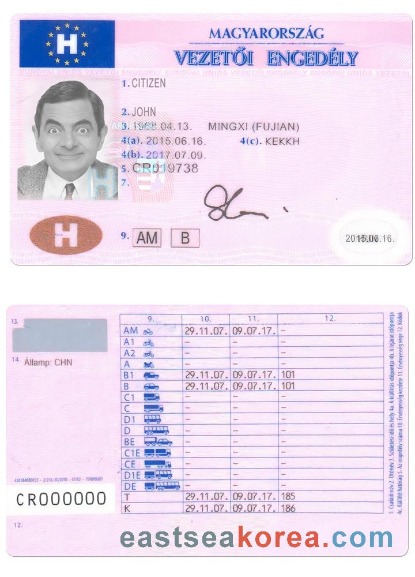 H
MAGYARORSZÁG
VEZETŐI ENGEDÉLY
1. CITIZEN
2. JOHN
3. 1968.04.13. MINGXI (FUJIAN)
4(a). 2015.06.16. 4(c). KEKKH
4(b). 2017.07.09.
5. CR019738
7.
H
9. AM B
13.
14. Államp: CHN
9. 10. 11. 12.
AM 29.11.07. 09.07.17. –
A1 – – –
A2 – – –
A – – –
B1 29.11.07. 09.07.17. 101
B 29.11.07. 09.07.17. 101
C1 – – –
C – – –
D1 – – –
D – – –
BE – – –
C1E – – –
CE – – –
D1E – – –
DE – – –
T 29.11.07. 09.07.17. 185
K 29.11.07. 09.07.17. 186
CR000000
12.
eastseakorea.com